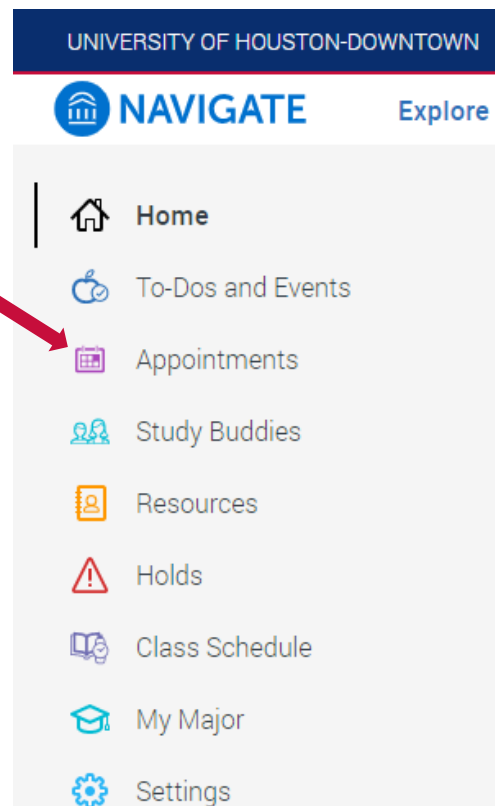 UNIVERSITY OF HOUSTON-DOWNTOWN
NAVIGATE Explore
Home
To-Dos and Events
Appointments
Study Buddies
Resources
Holds
Class Schedule
My Major
Settings